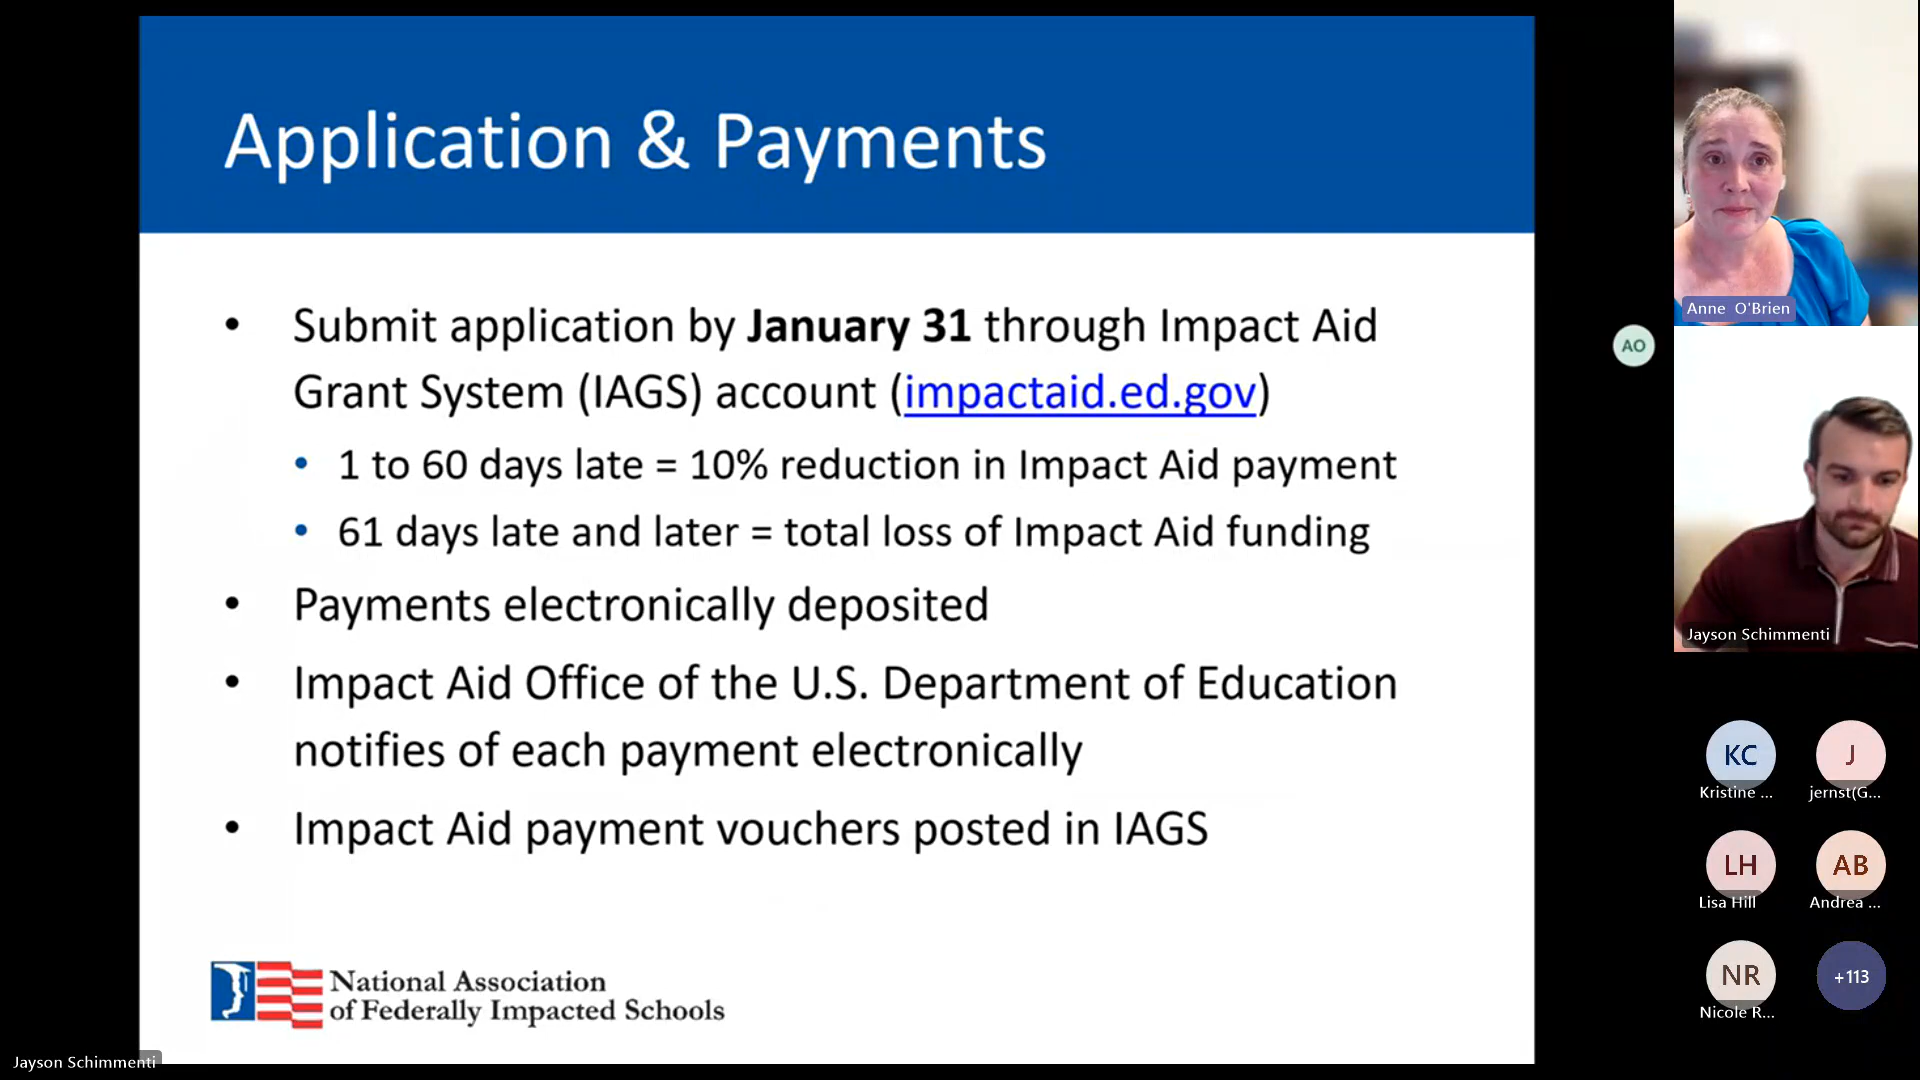 Application & Payments
• Submit application by January 31 through Impact Aid
Grant System (IAGS) account (impactaid.ed.gov)
• 1 to 60 days late = 10% reduction in Impact Aid payment
• 61 days late and later = total loss of Impact Aid funding
• Payments electronically deposited
• Impact Aid Office of the U.S. Department of Education
notifies of each payment electronically
• Impact Aid payment vouchers posted in IAGS
National Association
of Federally Impacted Schools
Jayson Schimmenti
AO
Anne O'Brien
Jayson Schimmenti
KC
Kristine ...
J
jernst(G...
LH
Lisa Hill
AB
Andrea ...
NR
Nicole R...
+113